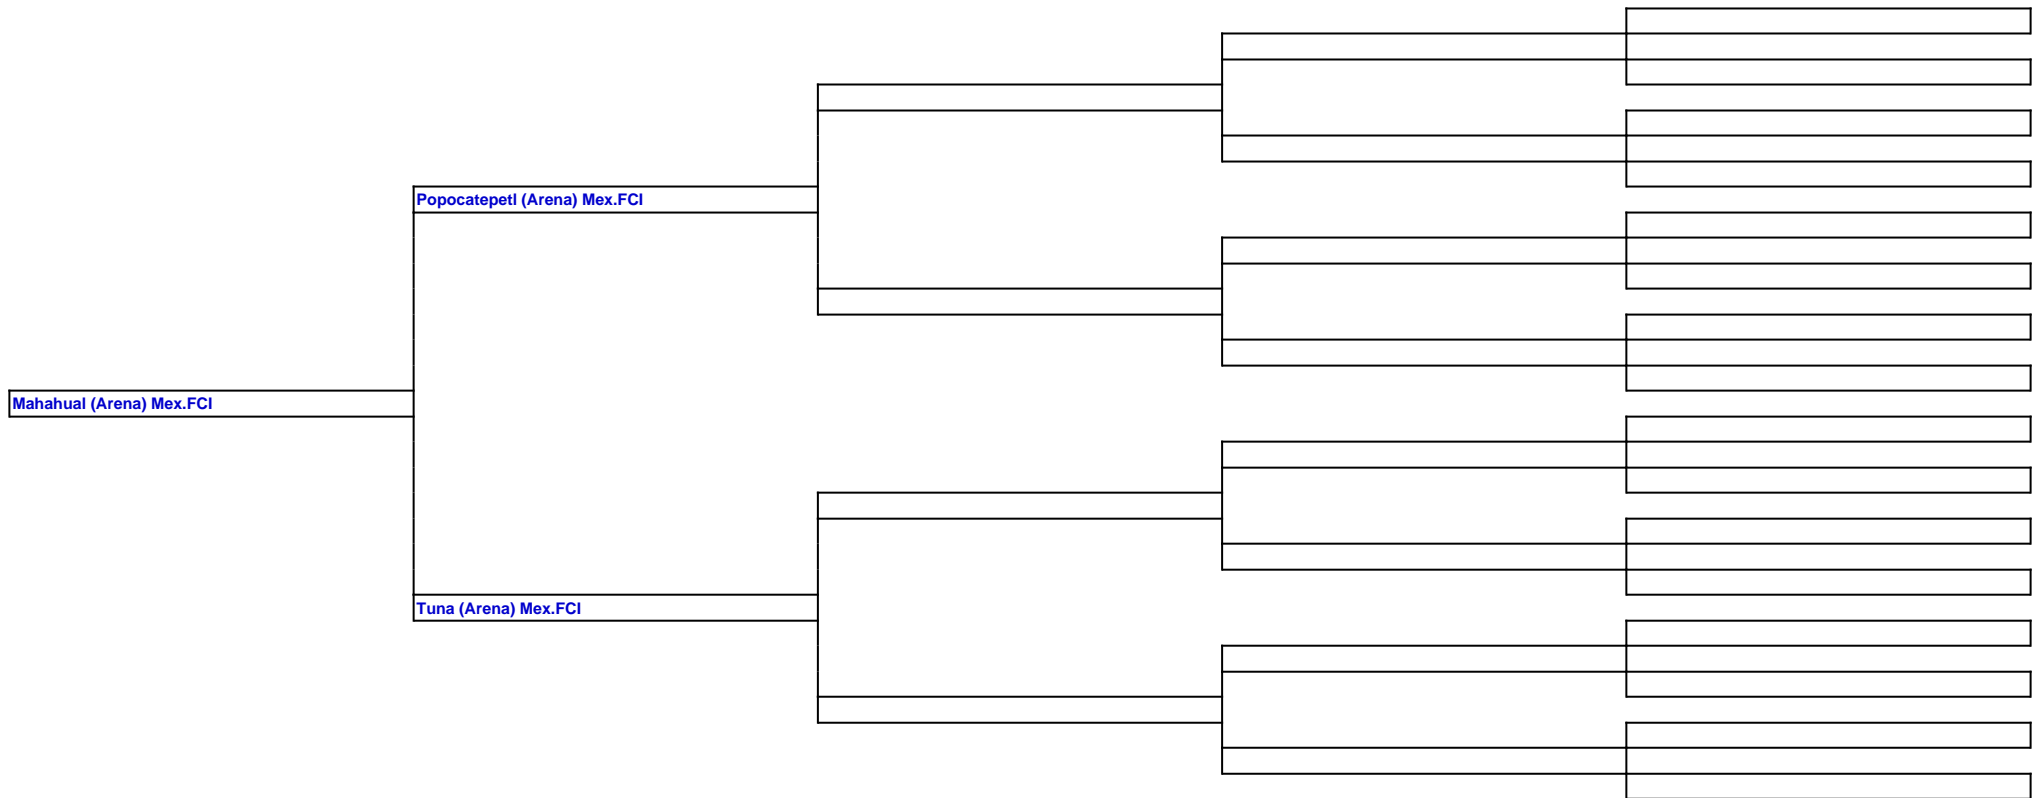 Popocatepetl (Arena) Mex.FCI
Mahahual (Arena) Mex.FCI
Tuna (Arena) Mex.FCI